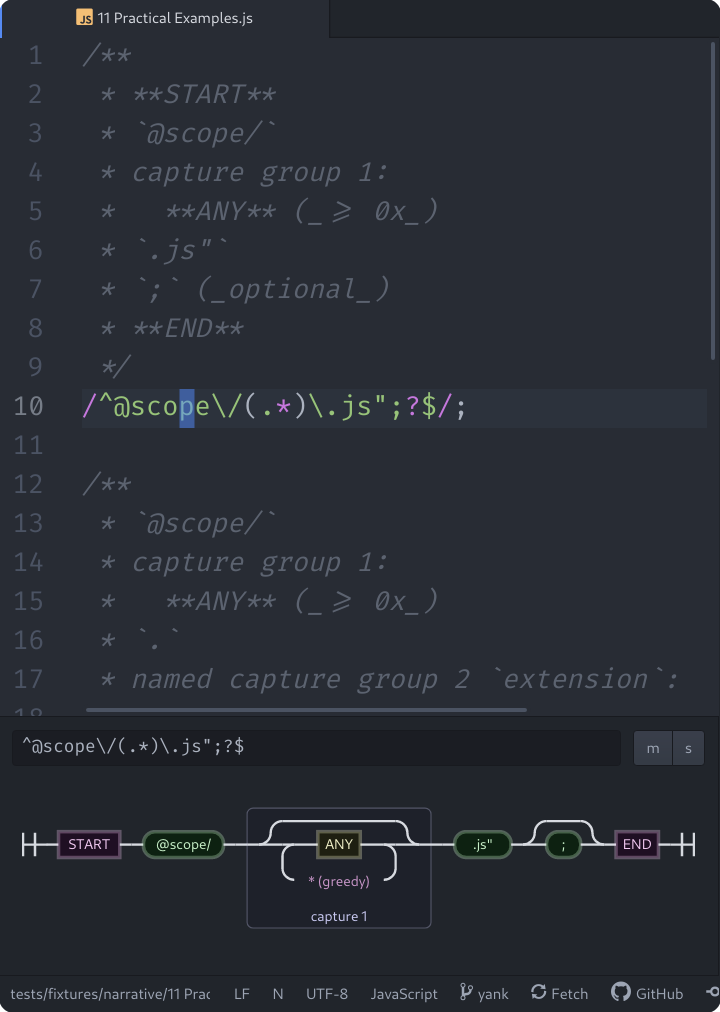 JS 11 Practical Examples.js
1 /**
2 * **START**
3 * `@scope/`
4 * capture group 1:
5 *   **ANY** (_⩾ 0x_)
6 * `.js"`
7 * `;` (_optional_)
8 * **END**
9 */
10 /^@scope\/(.*)\.js";?$/;
11
12 /**
13 * `@scope/`
14 * capture group 1:
15 *   **ANY** (_⩾ 0x_)
16 * `.`
17 * named capture group 2 `extension`:
18
^@scope\/(.*)\.js";?$ m s
START @scope/ ANY .js" ; END
* (greedy)
capture 1
tests/fixtures/narrative/11 Prac LF N UTF-8 JavaScript yank Fetch GitHub